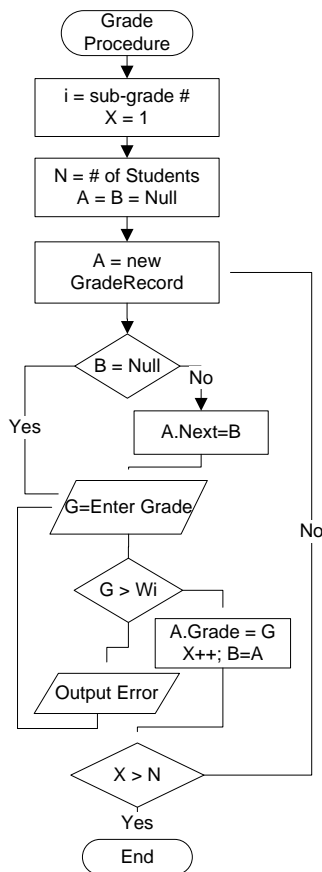 Grade
Procedure
i = sub-grade #
X = 1
N = # of Students
A = B = Null
A = new
GradeRecord
B = Null
No
Yes
A.Next=B
G=Enter Grade
No
G > Wi
A.Grade = G
X++; B=A
Output Error
X > N
Yes
End